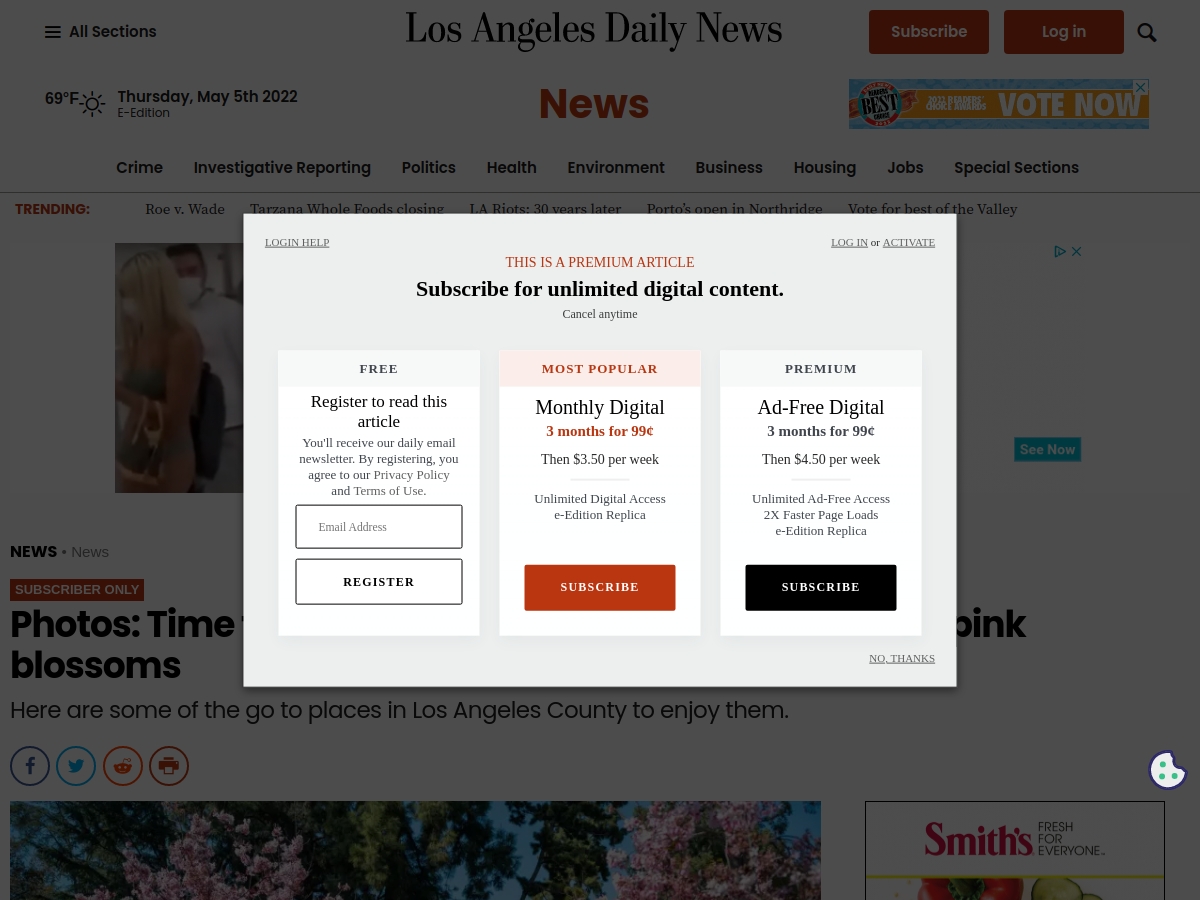 All Sections
Los Angeles Daily News
Subscribe
Log in
69°F
Thursday, May 5th 2022
E-Edition
News
READERS'
BEST
CHOICE
2022
2022 READERS'
CHOICE AWARDS
VOTE NOW
Crime
Investigative Reporting
Politics
Health
Environment
Business
Housing
Jobs
Special Sections
TRENDING:
Roe v. Wade
Tarzana Whole Foods closing
LA Riots: 30 years later
Porto's open in Northridge
Vote for best of the Valley
LOGIN HELP
LOG IN or ACTIVATE
THIS IS A PREMIUM ARTICLE
Subscribe for unlimited digital content.
Cancel anytime
FREE
Register to read this
article
You'll receive our daily email
newsletter. By registering, you
agree to our Privacy Policy
and Terms of Use.
Email Address
REGISTER
MOST POPULAR
Monthly Digital
3 months for 99¢
Then $3.50 per week
Unlimited Digital Access
e-Edition Replica
SUBSCRIBE
PREMIUM
Ad-Free Digital
3 months for 99¢
Then $4.50 per week
Unlimited Ad-Free Access
2X Faster Page Loads
e-Edition Replica
SUBSCRIBE
NO, THANKS
See Now
NEWS • News
SUBSCRIBER ONLY
Photos: Time
pink
blossoms
Here are some of the go to places in Los Angeles County to enjoy them.
Smith's
FRESH
FOR
EVERYONE™